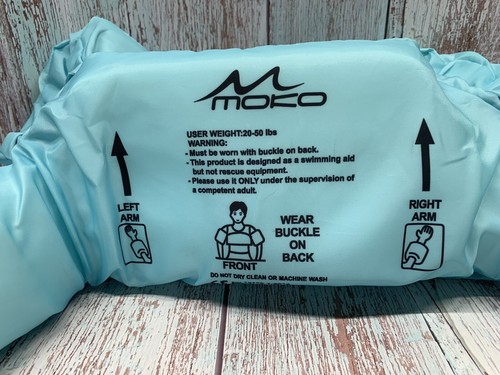 MOKO
USER WEIGHT:20-50 lbs
WARNING:
- Must be worn with buckle on back.
- This product is designed as a swimming aid
but not rescue equipment.
- Please use it ONLY under the supervision of
a competent adult.
LEFT
ARM
RIGHT
ARM
WEAR
BUCKLE
ON
BACK
FRONT
DO NOT DRY CLEAN OR MACHINE WASH